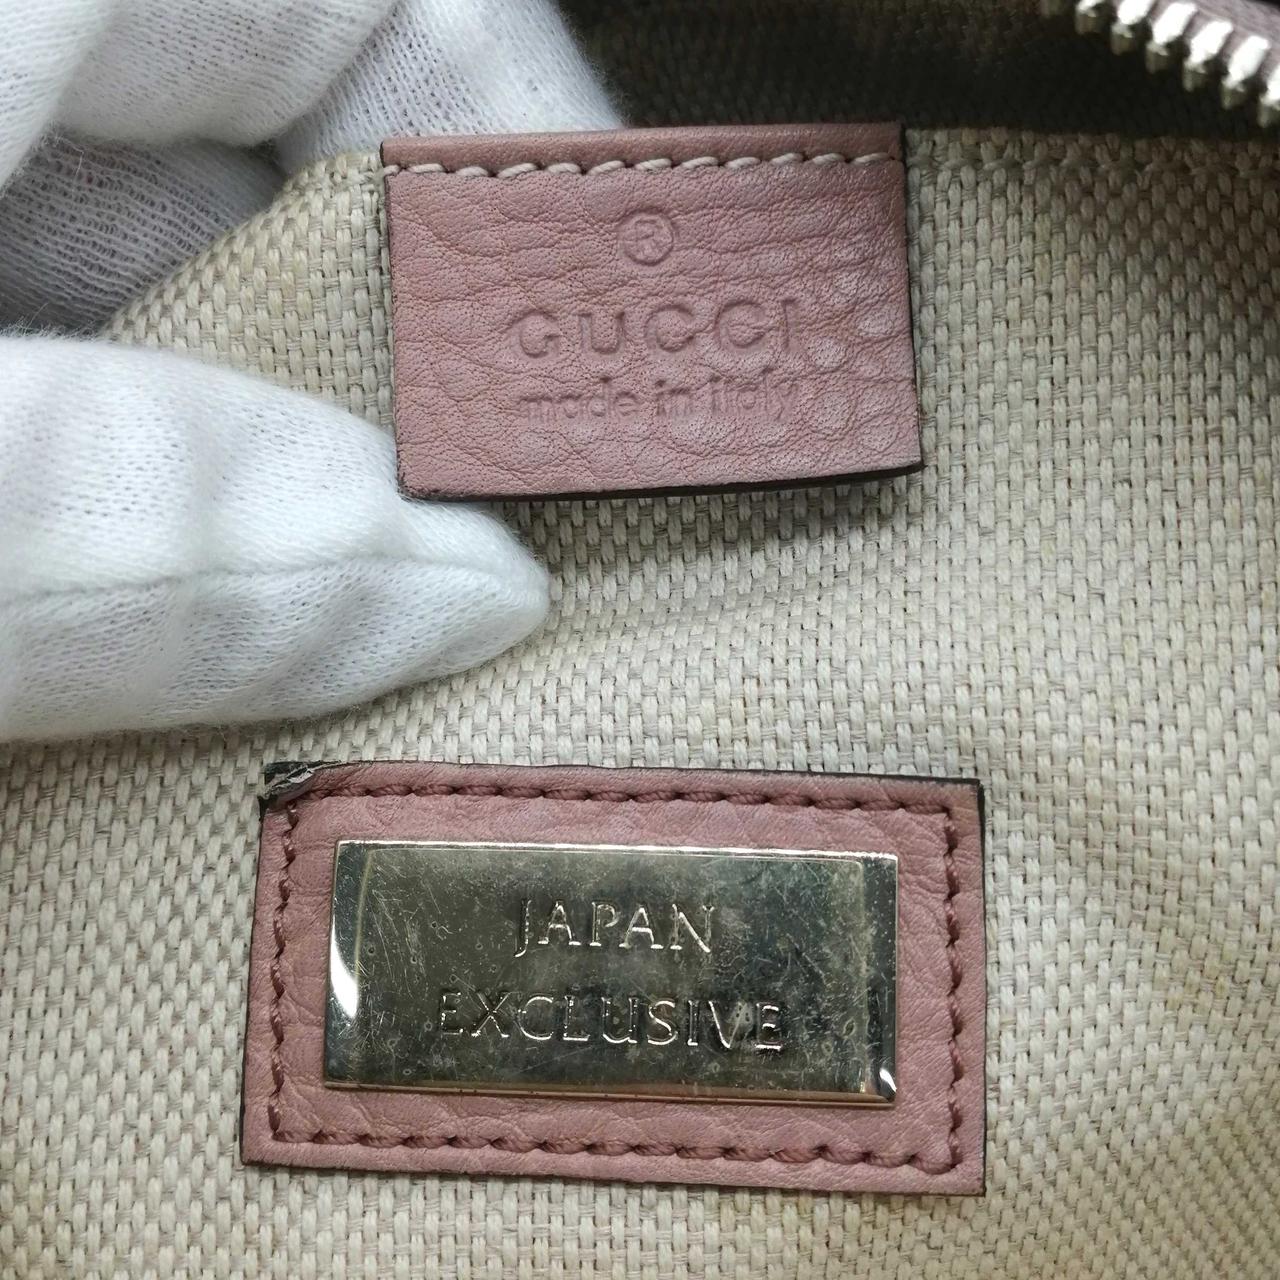 ®
GUCCI
made in italy
JAPAN
EXCLUSIVE